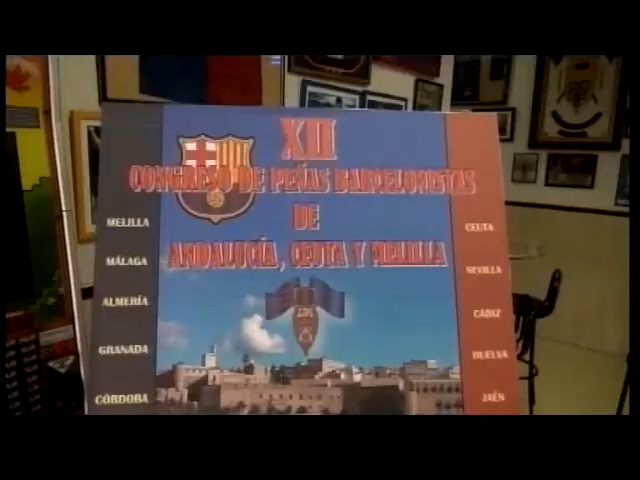 XII
CONGRESO DE PEÑAS BARCELONISTAS
DE
ANDALUCÍA, CEUTA Y MELILLA
MELILLA
MÁLAGA
ALMERÍA
GRANADA
CÓRDOBA
CEUTA
SEVILLA
CÁDIZ
HUELVA
JAÉN